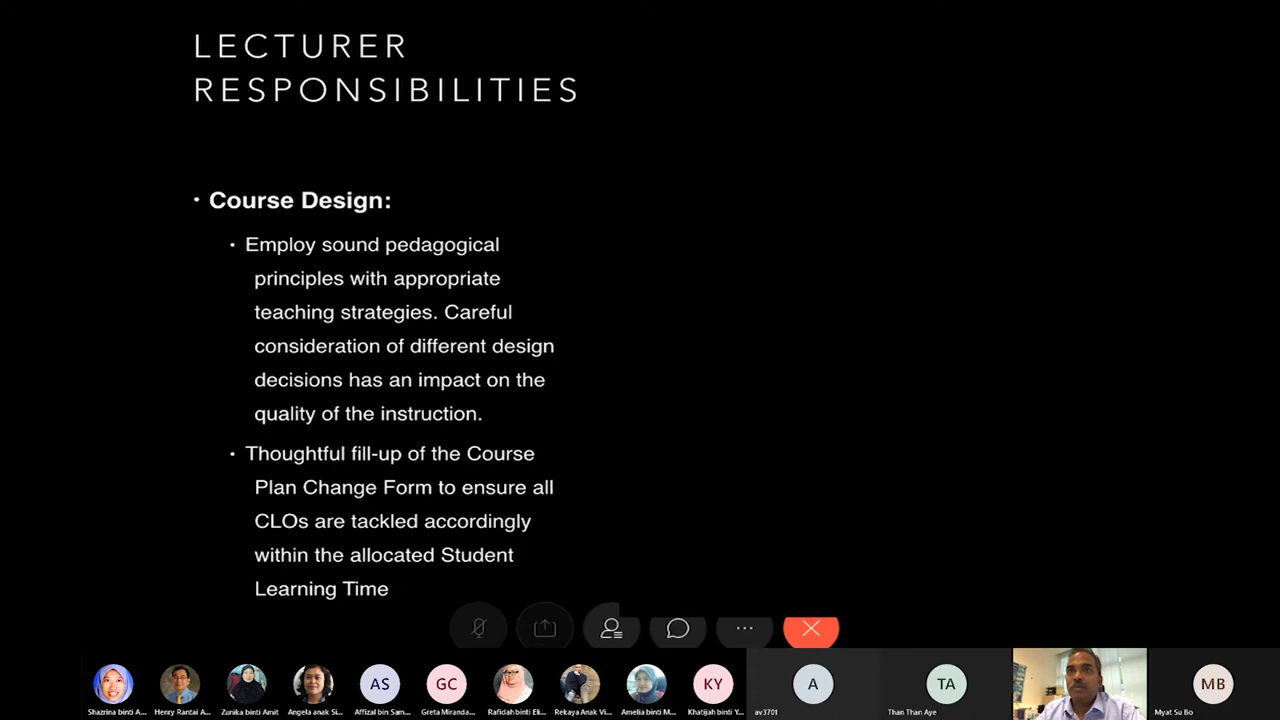 LECTURER
RESPONSIBILITIES
• Course Design:
• Employ sound pedagogical
principles with appropriate
teaching strategies. Careful
consideration of different design
decisions has an impact on the
quality of the instruction.
• Thoughtful fill-up of the Course
Plan Change Form to ensure all
CLOs are tackled accordingly
within the allocated Student
Learning Time
AS
GC
KY
A
TA
MB
Shazrina binti A...
Henry Rantai A...
Zunika binti Amit
Angela anak Si...
Affizal bin Sam...
Greta Miranda...
Rafidah binti Eli...
Rekaya Anak Vi...
Amelia binti M...
Khatijah binti Y...
av3701
Than Than Aye
Myat Su Bo